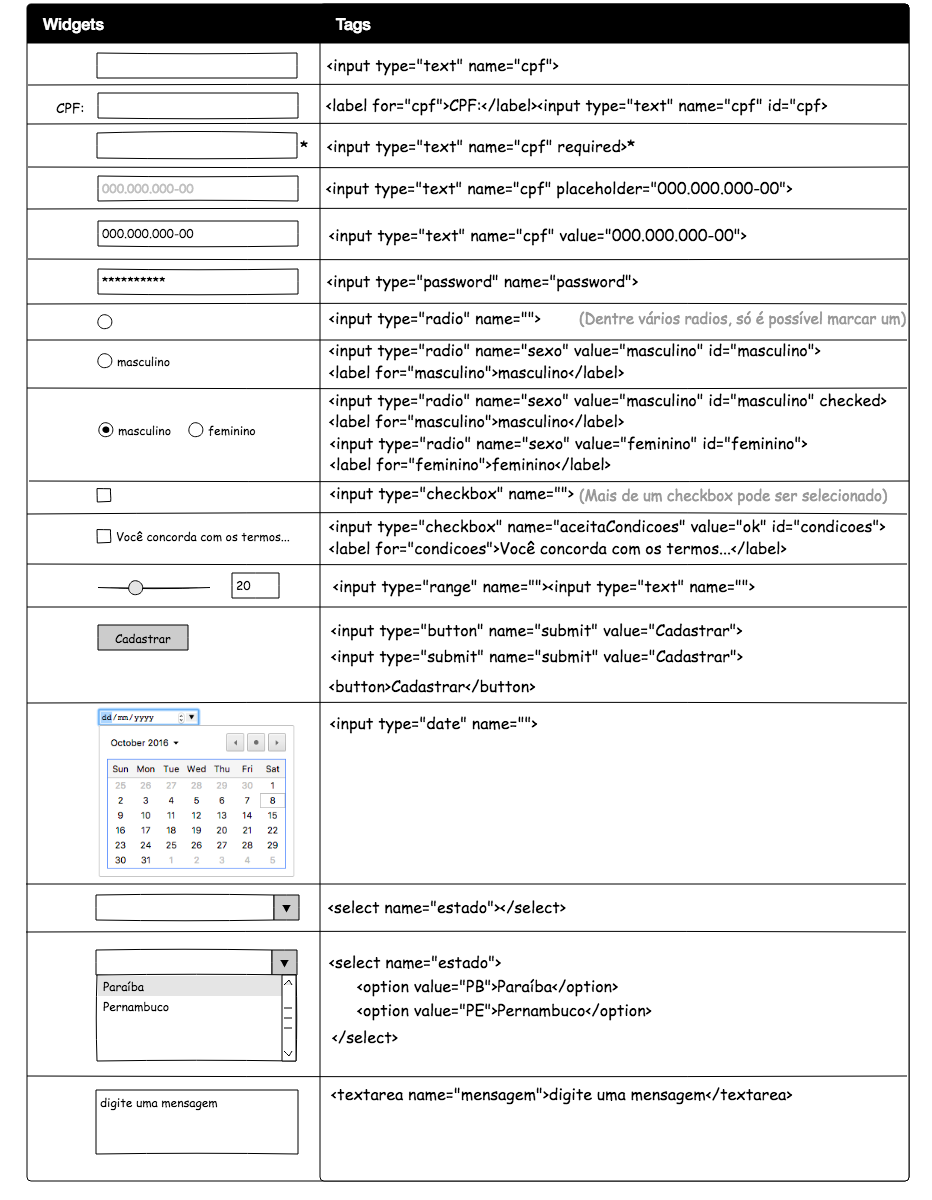 Widgets Tags
<input type="text" name="cpf">
CPF: <label for="cpf">CPF:</label><input type="text" name="cpf" id="cpf>
* <input type="text" name="cpf" required>*
000.000.000-00 <input type="text" name="cpf" placeholder="000.000.000-00">
000.000.000-00 <input type="text" name="cpf" value="000.000.000-00">
********** <input type="password" name="password">
<input type="radio" name=""> (Dentre vários radios, só é possível marcar um)
masculino
<input type="radio" name="sexo" value="masculino" id="masculino">
<label for="masculino">masculino</label>
masculino feminino
<input type="radio" name="sexo" value="masculino" id="masculino" checked>
<label for="masculino">masculino</label>
<input type="radio" name="sexo" value="feminino" id="feminino">
<label for="feminino">feminino</label>
<input type="checkbox" name=""> (Mais de um checkbox pode ser selecionado)
Você concorda com os termos...
<input type="checkbox" name="aceitaCondicoes" value="ok" id="condicoes">
<label for="condicoes">Você concorda com os termos...</label>
20 <input type="range" name=""><input type="text" name="">
Cadastrar
<input type="button" name="submit" value="Cadastrar">
<input type="submit" name="submit" value="Cadastrar">
<button>Cadastrar</button>
dd/mm/yyyy
October 2016
Sun Mon Tue Wed Thu Fri Sat
25 26 27 28 29 30 1
2 3 4 5 6 7 8
9 10 11 12 13 14 15
16 17 18 19 20 21 22
23 24 25 26 27 28 29
30 31 1 2 3 4 5
<input type="date" name="">
<select name="estado"></select>
Paraíba
Pernambuco
<select name="estado">
<option value="PB">Paraíba</option>
<option value="PE">Pernambuco</option>
</select>
digite uma mensagem
<textarea name="mensagem">digite uma mensagem</textarea>